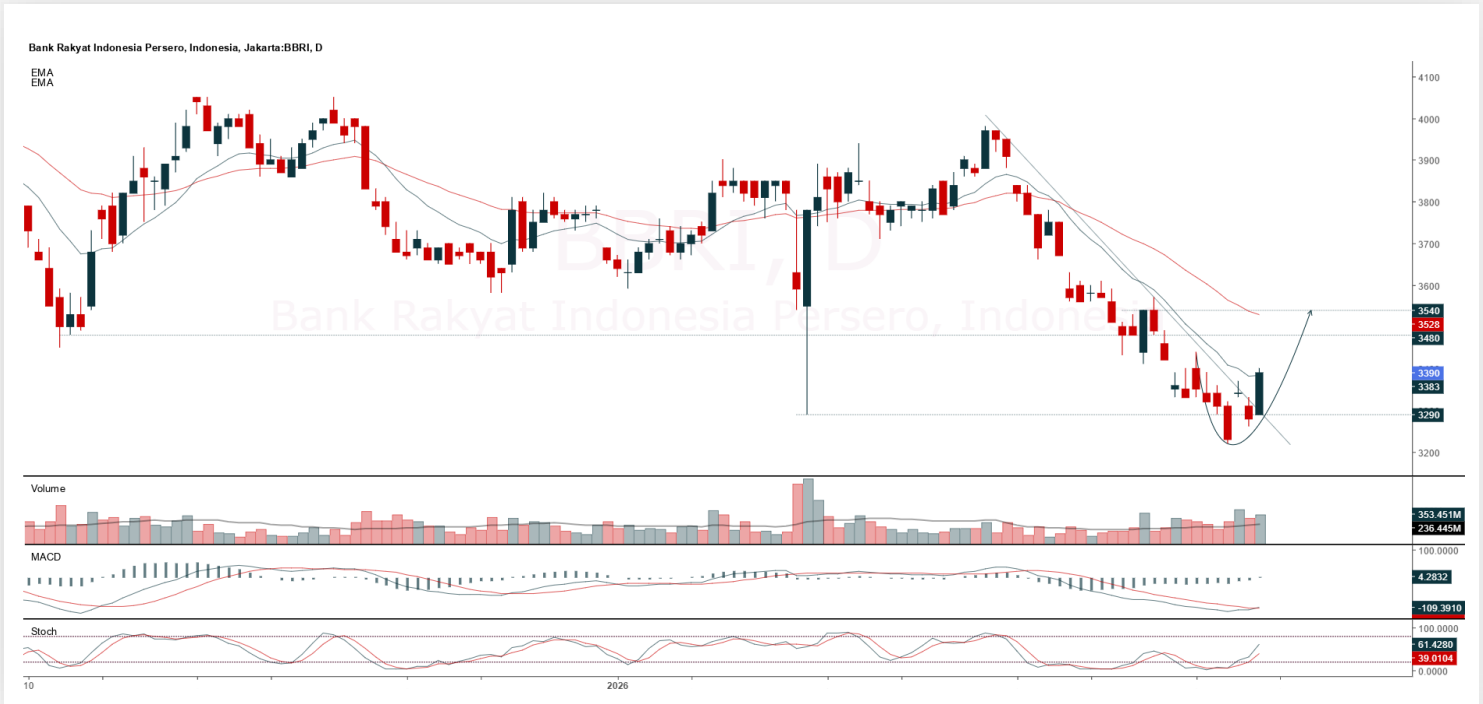 Bank Rakyat Indonesia Persero, Indonesia, Jakarta:BBRI, D
EMA
EMA
4100
4000
3900
3800
3700
3600
3540
3528
3480
3390
3383
3290
3200
BBRI, D
Bank Rakyat Indonesia Persero, Indonesi
Volume
353.451M
236.445M
MACD
100.0000
4.2832
-109.3910
Stoch
100.0000
61.4280
39.0104
0.0000
10
2026